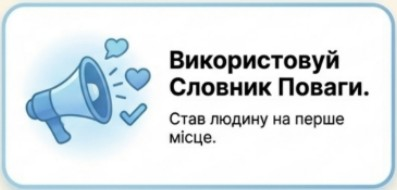 Використовуй
Словник Поваги.
Став людину на перше
місце.